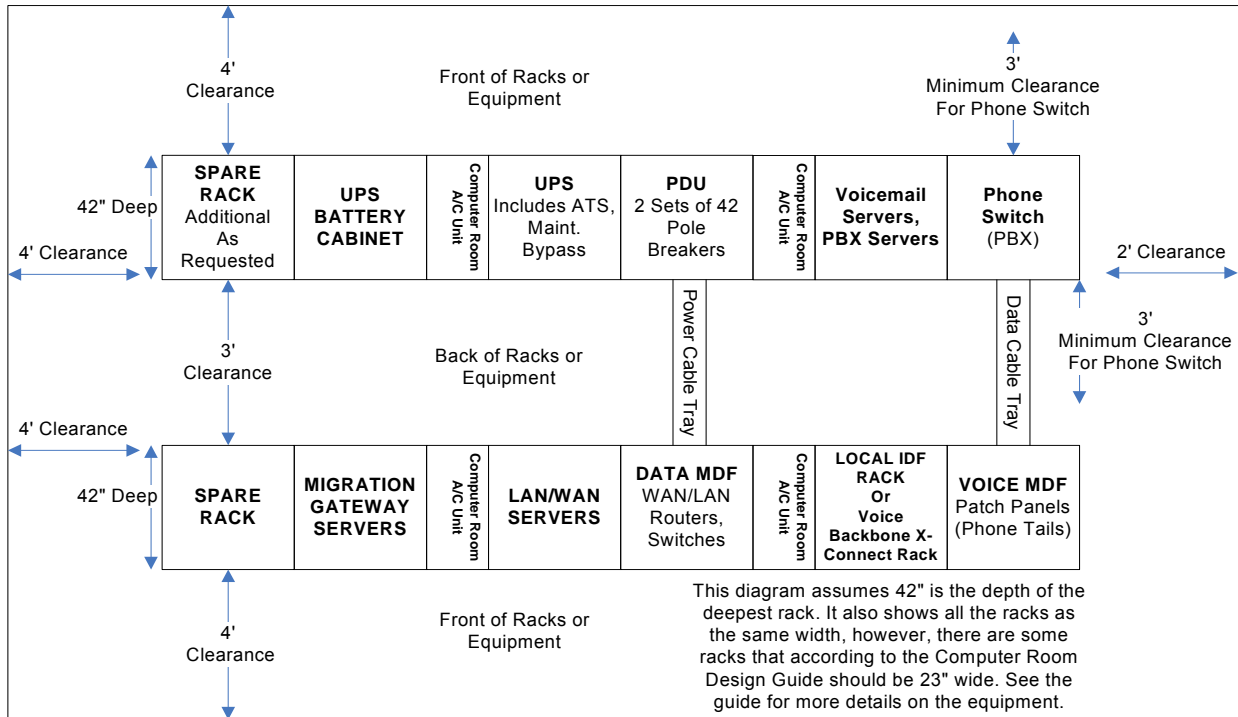 4'
Clearance
Front of Racks or
Equipment
3'
Minimum Clearance
For Phone Switch
42" Deep
SPARE
RACK
Additional
As
Requested
UPS
BATTERY
CABINET
Computer Room
A/C Unit
UPS
Includes ATS,
Maint.
Bypass
PDU
2 Sets of 42
Pole
Breakers
Computer Room
A/C Unit
Voicemail
Servers,
PBX Servers
Phone
Switch
(PBX)
4' Clearance
2' Clearance
3'
Clearance
Back of Racks or
Equipment
Power Cable Tray
Data Cable Tray
3'
Minimum Clearance
For Phone Switch
4' Clearance
42" Deep
SPARE
RACK
MIGRATION
GATEWAY
SERVERS
Computer Room
A/C Unit
LAN/WAN
SERVERS
DATA MDF
WAN/LAN
Routers,
Switches
Computer Room
A/C Unit
LOCAL IDF
RACK
Or
Voice
Backbone X-
Connect Rack
VOICE MDF
Patch Panels
(Phone Tails)
4'
Clearance
Front of Racks or
Equipment
This diagram assumes 42" is the depth of the
deepest rack. It also shows all the racks as
the same width, however, there are some
racks that according to the Computer Room
Design Guide should be 23" wide. See the
guide for more details on the equipment.